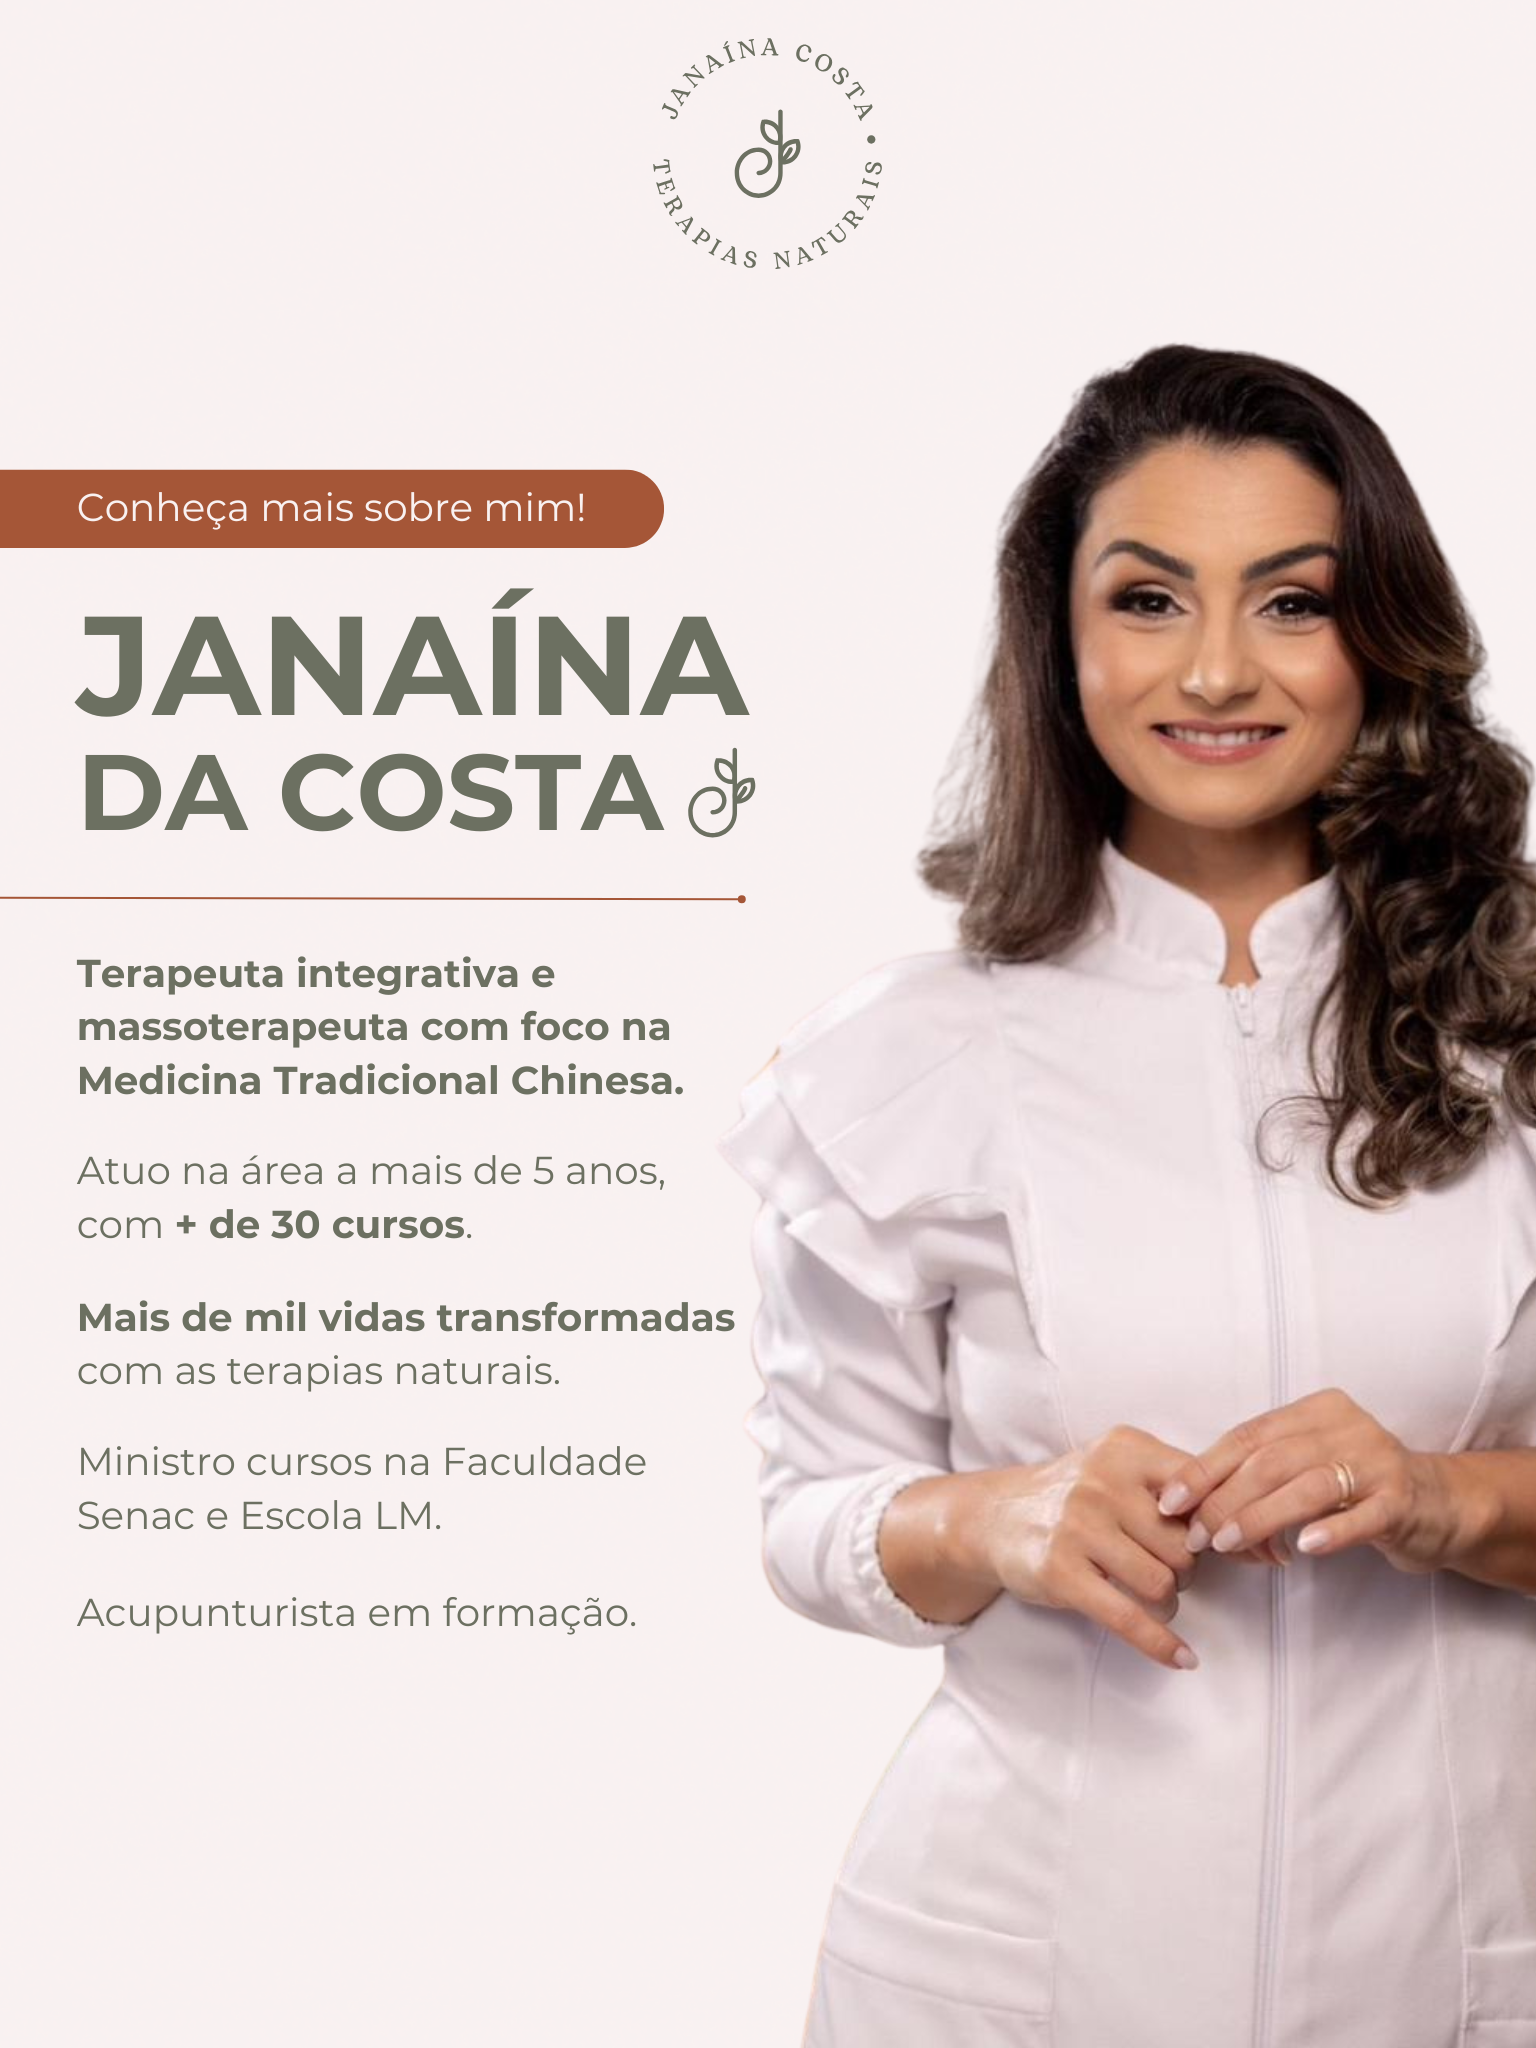 JANAÍNA COSTA •
TERAPIAS NATURAIS
Conheça mais sobre mim!
JANAÍNA
DA COSTA
Terapeuta integrativa e
massoterapeuta com foco na
Medicina Tradicional Chinesa.
Atuo na área a mais de 5 anos,
com + de 30 cursos.
Mais de mil vidas transformadas
com as terapias naturais.
Ministro cursos na Faculdade
Senac e Escola LM.
Acupunturista em formação.